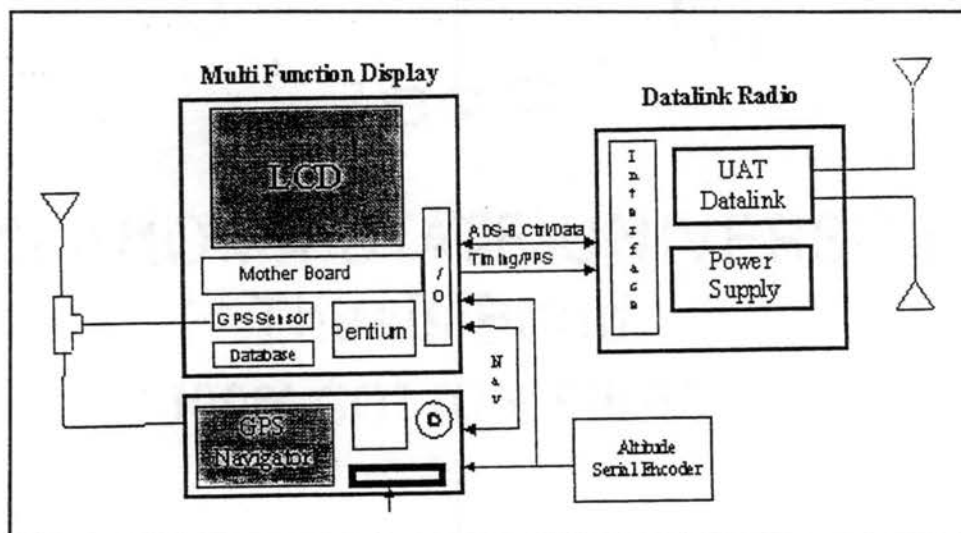 Multi Function Display
Datalink Radio
LCD
I/O
Mother Board
GPS Sensor
Pentium
Database
ADS-B Ctrl/Data
Timing/PPS
Interface
UAT
Datalink
Power
Supply
Nav
GPS
Navigator
D
Altitude
Serial Encoder